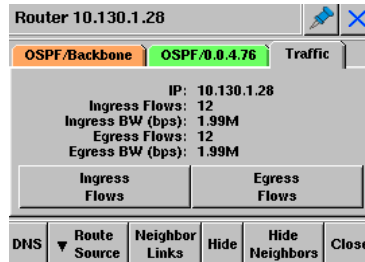 Router 10.130.1.28
OSPF/Backbone OSPF/0.0.4.76 Traffic
IP: 10.130.1.28
Ingress Flows: 12
Ingress BW (bps): 1.99M
Egress Flows: 12
Egress BW (bps): 1.99M
Ingress Flows
Egress Flows
DNS
Route Source
Neighbor Links
Hide
Hide Neighbors
Close